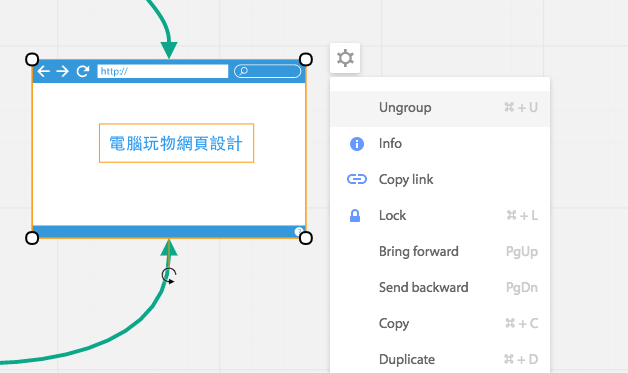 http://
電腦玩物網頁設計
Ungroup ⌘ + U
Info
Copy link
Lock ⌘ + L
Bring forward PgUp
Send backward PgDn
Copy ⌘ + C
Duplicate ⌘ + D